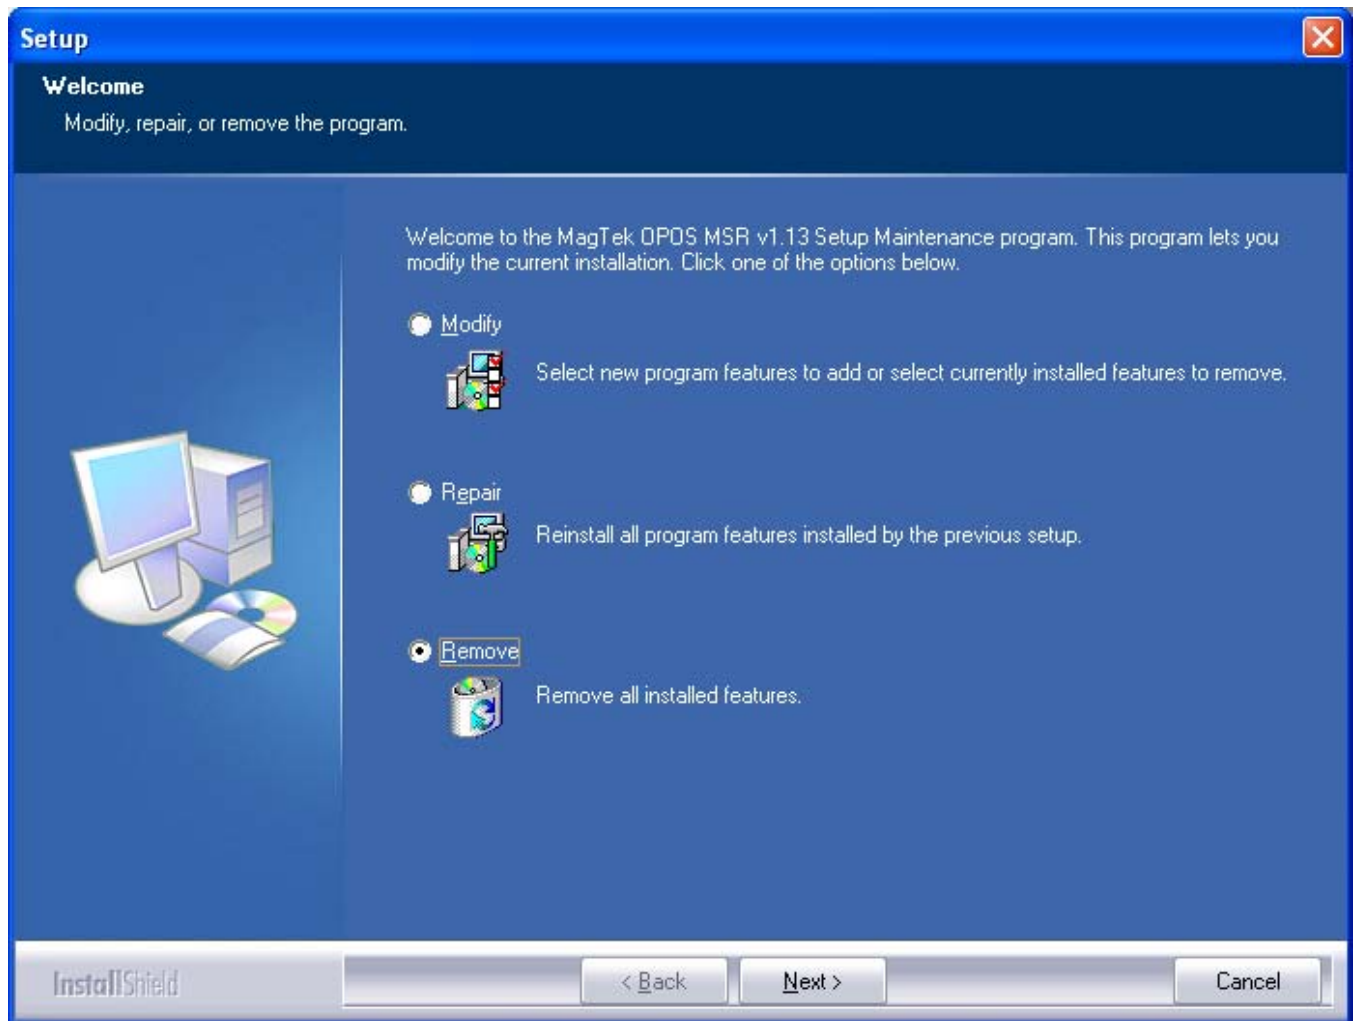 Setup
Welcome
Modify, repair, or remove the program.
Welcome to the MagTek OPOS MSR v1.13 Setup Maintenance program. This program lets you
modify the current installation. Click one of the options below.
Modify
Select new program features to add or select currently installed features to remove.
Repair
Reinstall all program features installed by the previous setup.
Remove
Remove all installed features.
InstallShield
< Back
Next >
Cancel